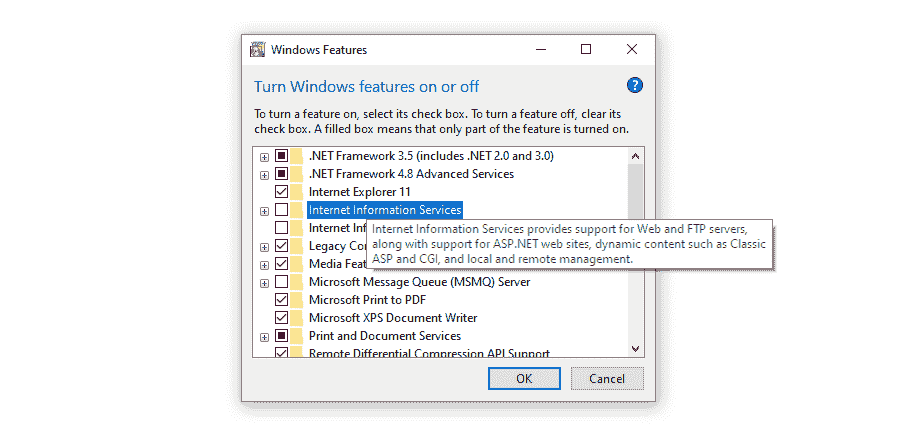 Windows Features
Turn Windows features on or off
?
To turn a feature on, select its check box. To turn a feature off, clear its
check box. A filled box means that only part of the feature is turned on.
.NET Framework 3.5 (includes .NET 2.0 and 3.0)
.NET Framework 4.8 Advanced Services
Internet Explorer 11
Internet Information Services
Internet
Internet Information Services provides support for Web and FTP servers,
along with support for ASP.NET web sites, dynamic content such as Classic
ASP and CGI, and local and remote management.
Legacy
Media
Microsoft Message Queue (MSMQ) Server
Microsoft Print to PDF
Microsoft XPS Document Writer
Print and Document Services
Remote Differential Compression API Support
OK
Cancel